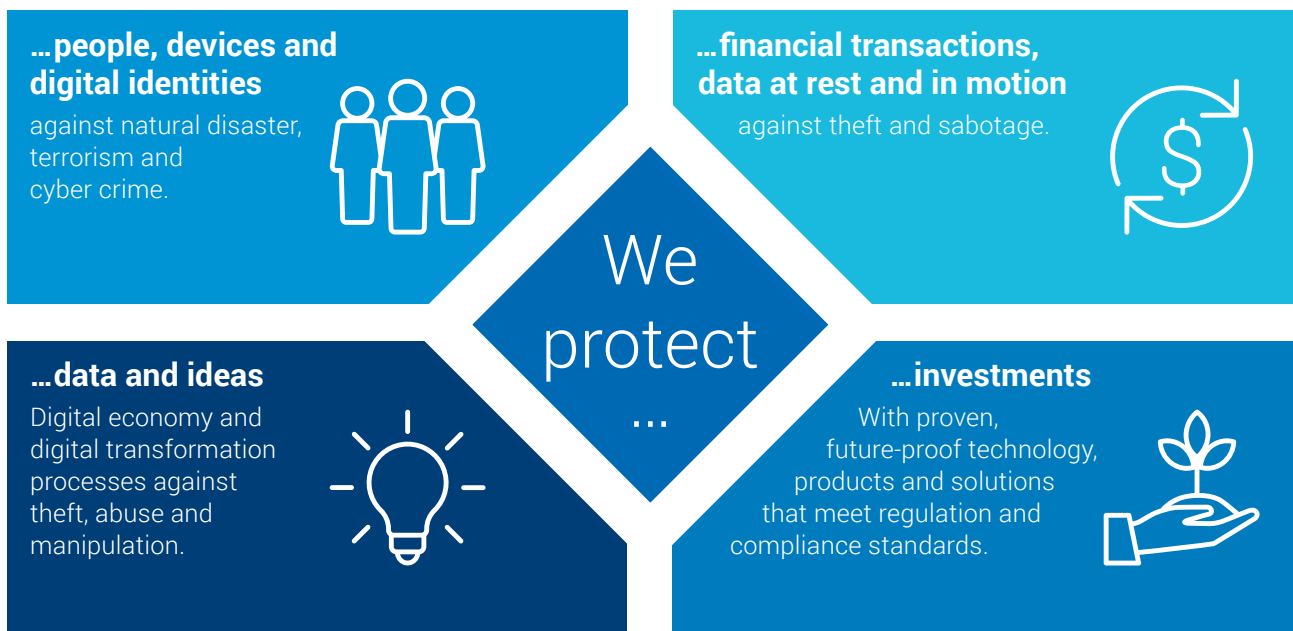 We
protect
...
...people, devices and
digital identities
against natural disaster,
terrorism and
cyber crime.
...financial transactions,
data at rest and in motion
against theft and sabotage.
$
...data and ideas
Digital economy and
digital transformation
processes against
theft, abuse and
manipulation.
...investments
With proven,
future-proof technology,
products and solutions
that meet regulation and
compliance standards.